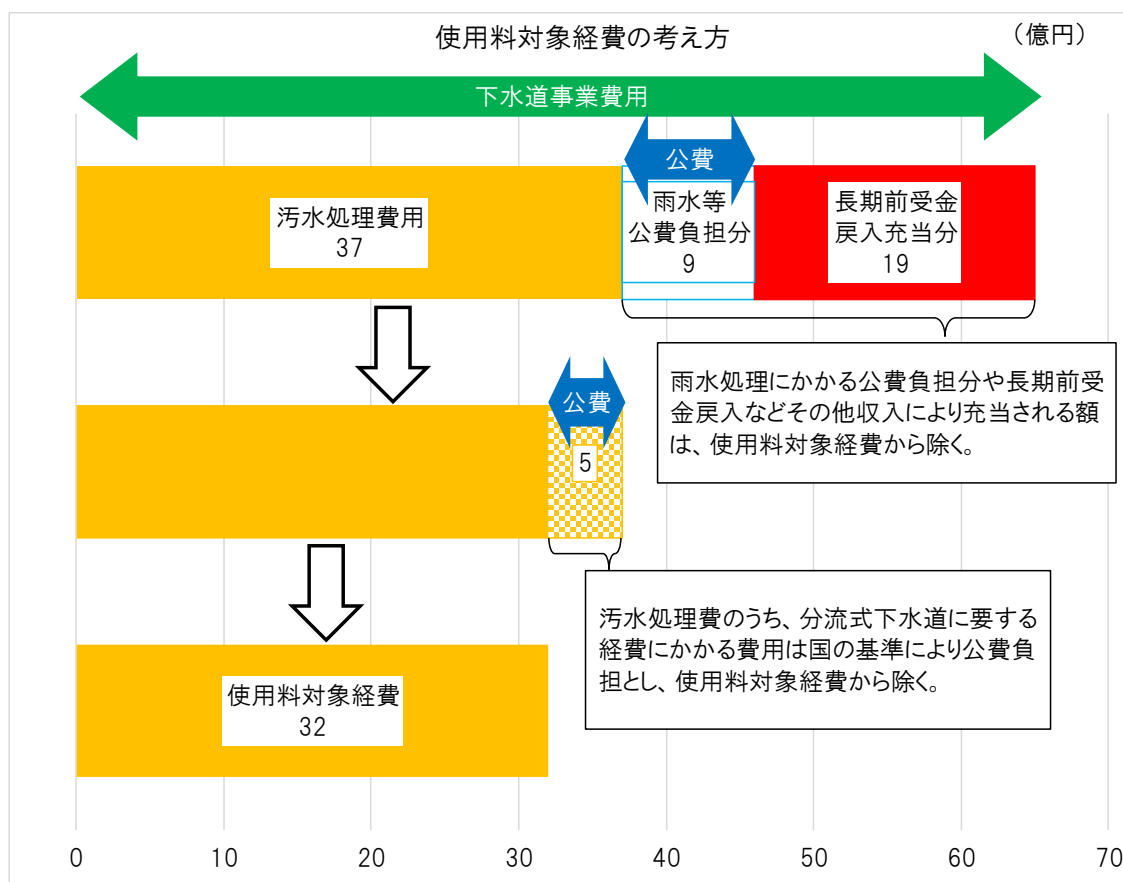 使用料対象経費の考え方
（億円）
下水道事業費用
公費
汚水処理費用
37
雨水等
公費負担分
9
長期前受金
戻入充当分
19
雨水処理にかかる公費負担分や長期前受
金戻入などその他収入により充当される額
は、使用料対象経費から除く。
公費
5
汚水処理費のうち、分流式下水道に要する
経費にかかる費用は国の基準により公費負
担とし、使用料対象経費から除く。
使用料対象経費
32
0 10 20 30 40 50 60 70